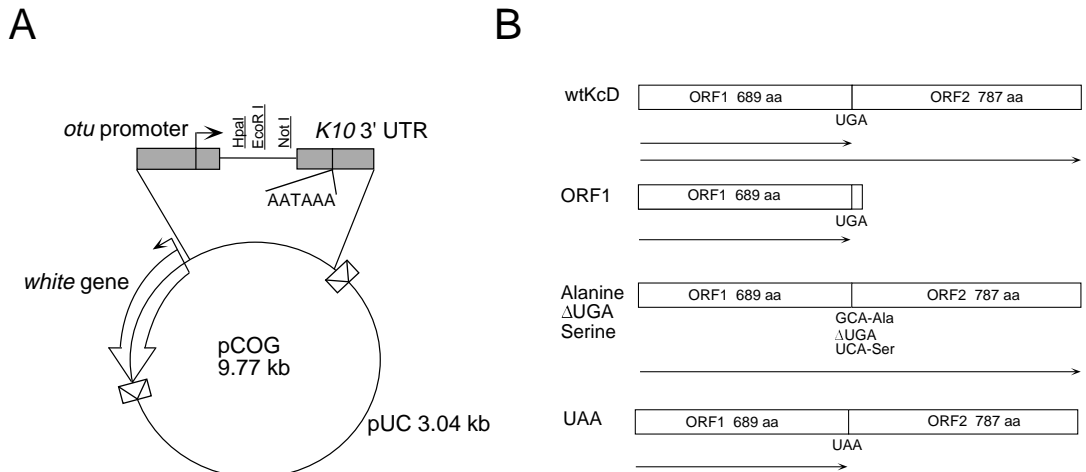 A
otu promoter
HpaI
EcoR I
Not I
K10 3' UTR
AATAAA
white gene
pCOG
9.77 kb
pUC 3.04 kb
B
wtKcD
ORF1 689 aa
ORF2 787 aa
UGA
ORF1
ORF1 689 aa
UGA
Alanine
ΔUGA
Serine
ORF1 689 aa
ORF2 787 aa
GCA-Ala
ΔUGA
UCA-Ser
UAA
ORF1 689 aa
ORF2 787 aa
UAA